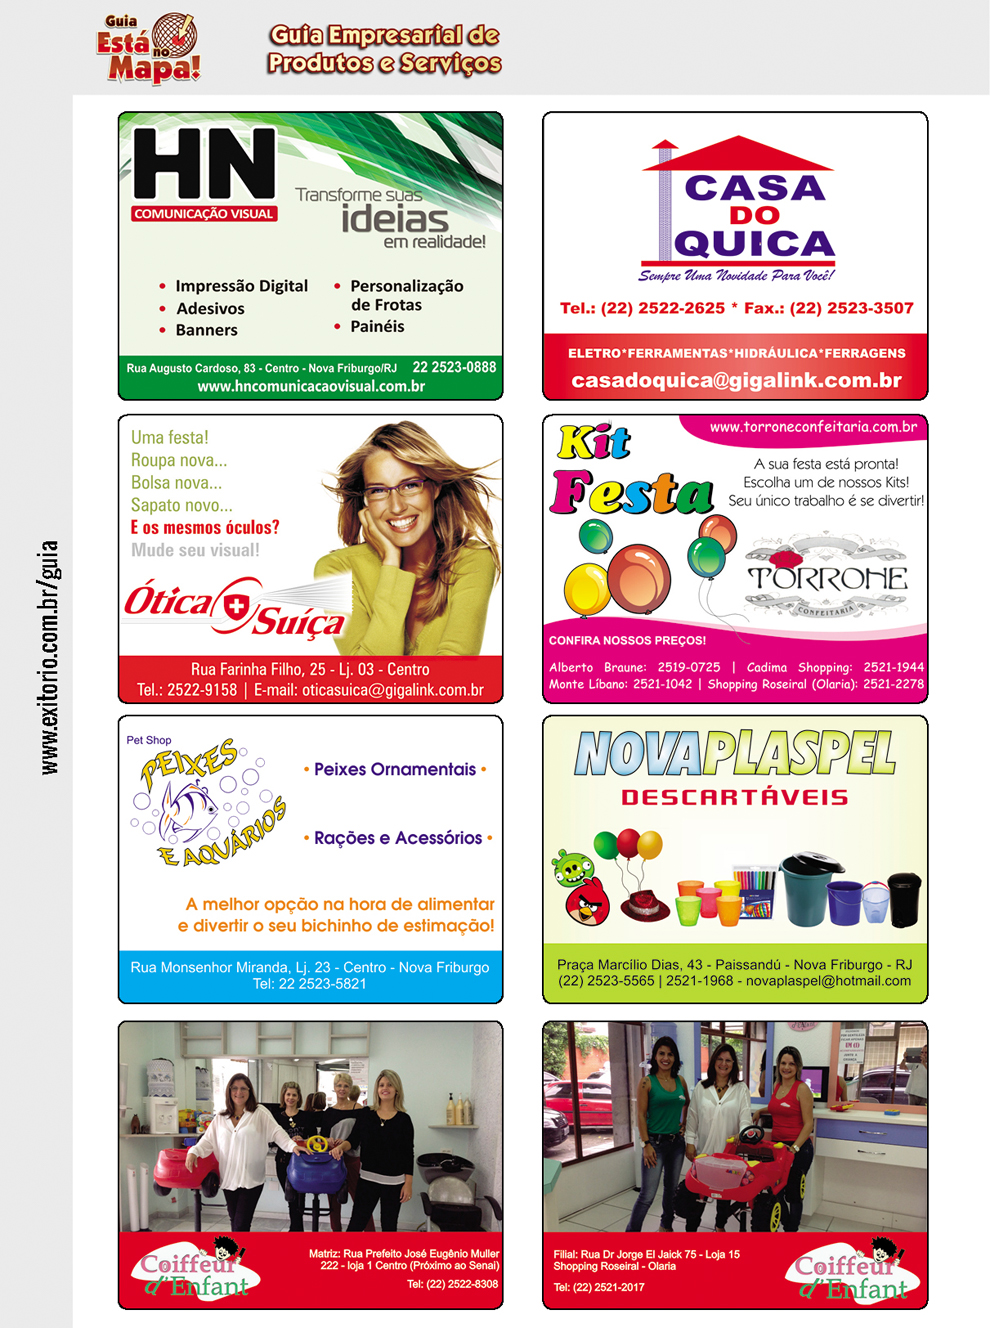 Guia
Está
no
Mapa!
Guia Empresarial de
Produtos e Serviços
www.exitorio.com.br/guia
HN
COMUNICAÇÃO VISUAL
Transforme suas
ideias
em realidade!
• Impressão Digital
• Adesivos
• Banners
• Personalização
de Frotas
• Painéis
Rua Augusto Cardoso, 83 - Centro - Nova Friburgo/RJ 22 2523-0888
www.hncomunicacaovisual.com.br
CASA
DO
QUICA
Sempre Uma Novidade Para Você!
Tel.: (22) 2522-2625 * Fax.: (22) 2523-3507
ELETRO*FERRAMENTAS*HIDRÁULICA*FERRAGENS
casadoquica@gigalink.com.br
Uma festa!
Roupa nova...
Bolsa nova...
Sapato novo...
E os mesmos óculos?
Mude seu visual!
Ótica
Suíça
Rua Farinha Filho, 25 - Lj. 03 - Centro
Tel.: 2522-9158 | E-mail: oticasuica@gigalink.com.br
www.torroneconfeitaria.com.br
Kit
Festa
A sua festa está pronta!
Escolha um de nossos Kits!
Seu único trabalho é se divertir!
TORRONE
CONFEITARIA
CONFIRA NOSSOS PREÇOS!
Alberto Braune: 2519-0725 | Cadima Shopping: 2521-1944
Monte Líbano: 2521-1042 | Shopping Roseiral (Olaria): 2521-2278
Pet Shop
PEIXES
E AQUÁRIOS
• Peixes Ornamentais •
• Rações e Acessórios •
A melhor opção na hora de alimentar
e divertir o seu bichinho de estimação!
Rua Monsenhor Miranda, Lj. 23 - Centro - Nova Friburgo
Tel: 22 2523-5821
NOVAPLASPEL
DESCARTÁVEIS
Praça Marcílio Dias, 43 - Paissandú - Nova Friburgo - RJ
(22) 2523-5565 | 2521-1968 - novaplaspel@hotmail.com
Coiffeur
d'Enfant
Matriz: Rua Prefeito José Eugênio Muller
222 - loja 1 Centro (Próximo ao Senai)
Tel: (22) 2522-8308
Filial: Rua Dr Jorge El Jaick 75 - Loja 15
Shopping Roseiral - Olaria
Tel: (22) 2521-2017
Coiffeur
d'Enfant